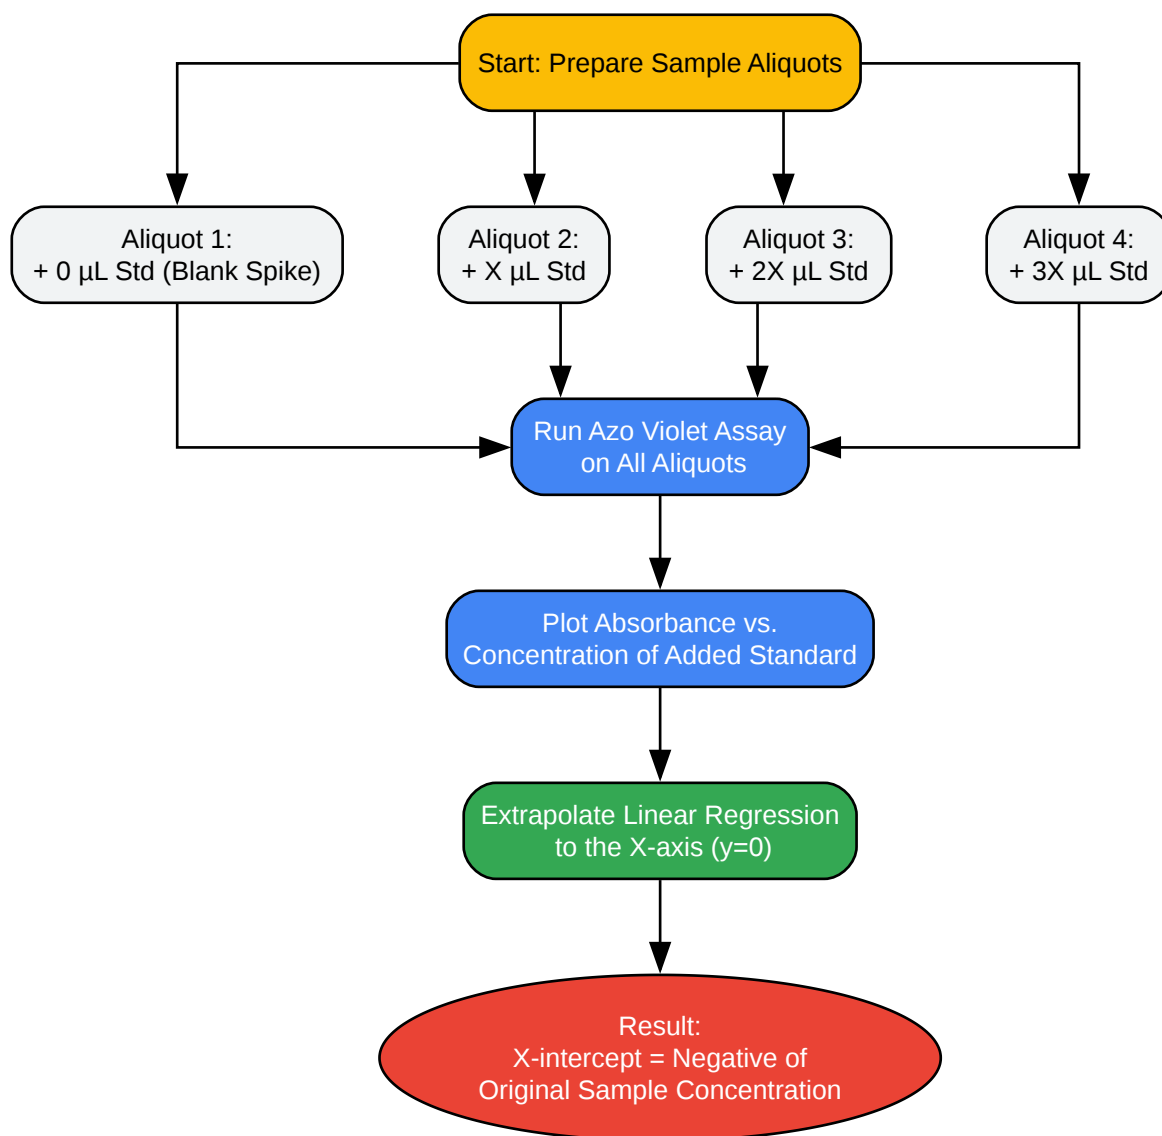 Start: Prepare Sample Aliquots
Aliquot 1:
+ 0 µL Std (Blank Spike)
Aliquot 2:
+ X µL Std
Aliquot 3:
+ 2X µL Std
Aliquot 4:
+ 3X µL Std
Run Azo Violet Assay
on All Aliquots
Plot Absorbance vs.
Concentration of Added Standard
Extrapolate Linear Regression
to the X-axis (y=0)
Result:
X-intercept = Negative of
Original Sample Concentration